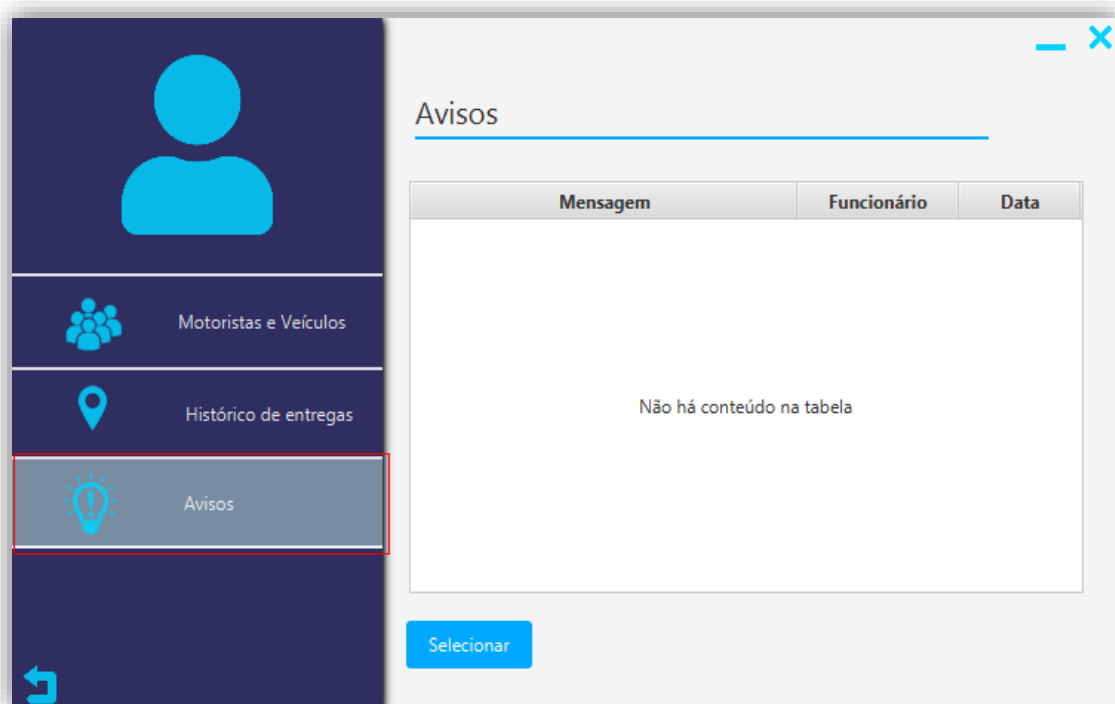 Avisos
Mensagem Funcionário Data
Motoristas e Veículos
Histórico de entregas
Não há conteúdo na tabela
Avisos
Selecionar